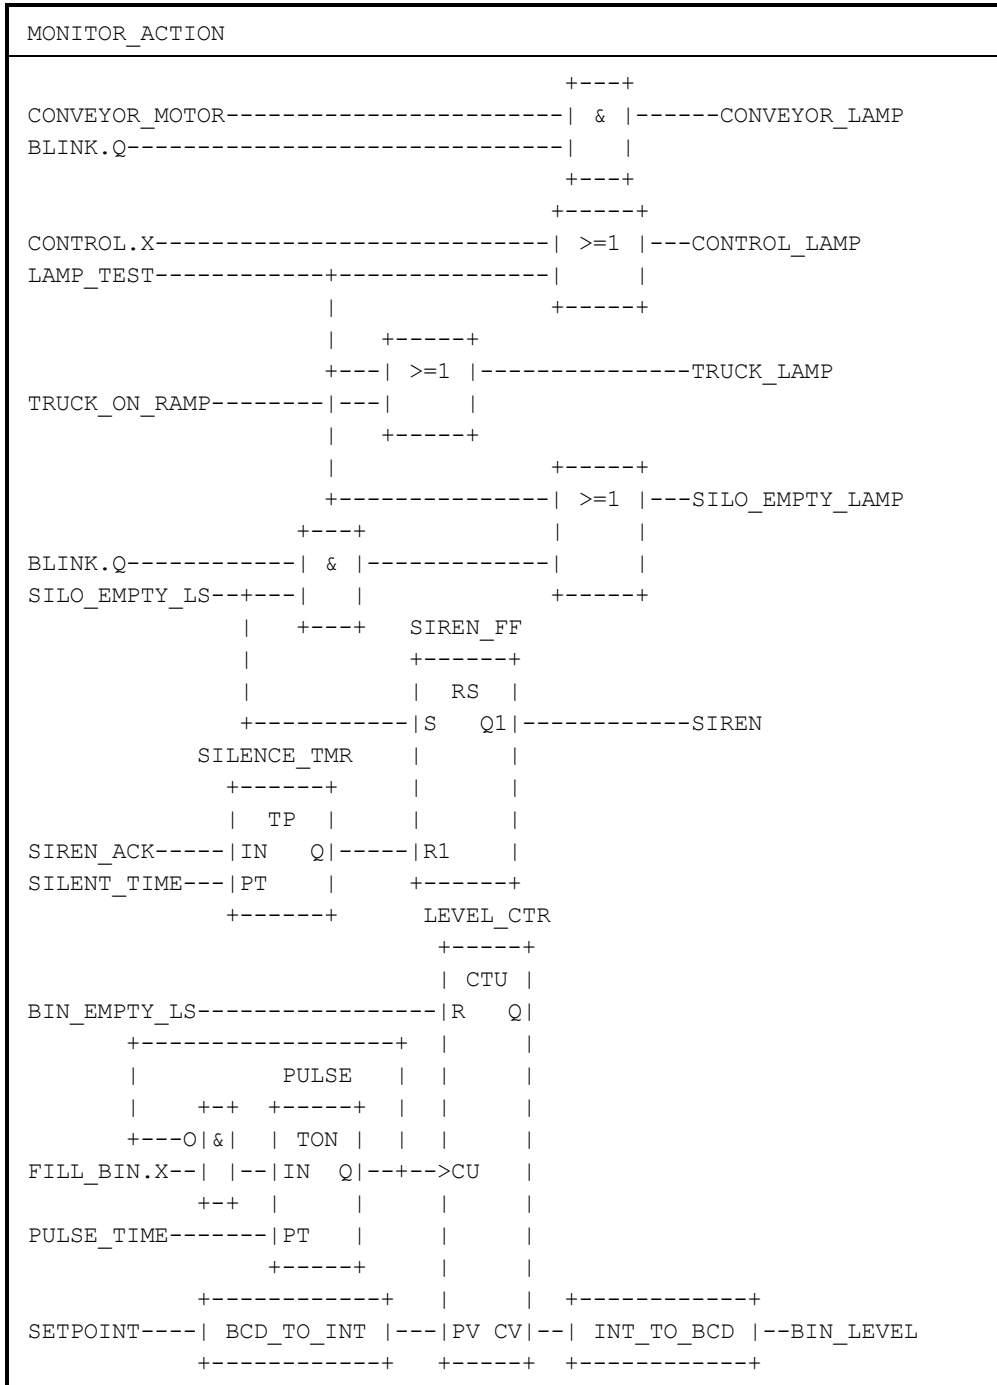 MONITOR_ACTION
+---+
CONVEYOR_MOTOR------------------------| & |------CONVEYOR_LAMP
BLINK.Q-------------------------------|   |
+---+
+-----+
CONTROL.X----------------------------| >=1 |---CONTROL_LAMP
LAMP_TEST------------+---------------|     |
|               +-----+
|   +-----+
+---| >=1 |---------------TRUCK_LAMP
TRUCK_ON_RAMP--------|---|     |
|   +-----+
|               +-----+
+---------------| >=1 |---SILO_EMPTY_LAMP
+---+             |     |
BLINK.Q------------| & |-------------|     |
SILO_EMPTY_LS--+---|   |             +-----+
|   +---+   SIREN_FF
|           +------+
|           |  RS  |
+-----------|S   Q1|------------SIREN
SILENCE_TMR    |      |
+------+     |      |
|  TP  |     |      |
SIREN_ACK-----|IN   Q|-----|R1    |
SILENT_TIME---|PT    |     +------+
+------+      LEVEL_CTR
+-----+
| CTU |
BIN_EMPTY_LS-----------------|R   Q|
+------------------+  |     |
|          PULSE   |  |     |
|    +-+  +-----+  |  |     |
+---O|&|  | TON |  |  |     |
FILL_BIN.X--| |--|IN  Q|--+-->CU    |
+-+  |     |     |     |
PULSE_TIME-------|PT   |     |     |
+-----+     |     |
+------------+   |     |  +------------+
SETPOINT----| BCD_TO_INT |---|PV CV|--| INT_TO_BCD |--BIN_LEVEL
+------------+   +-----+  +------------+